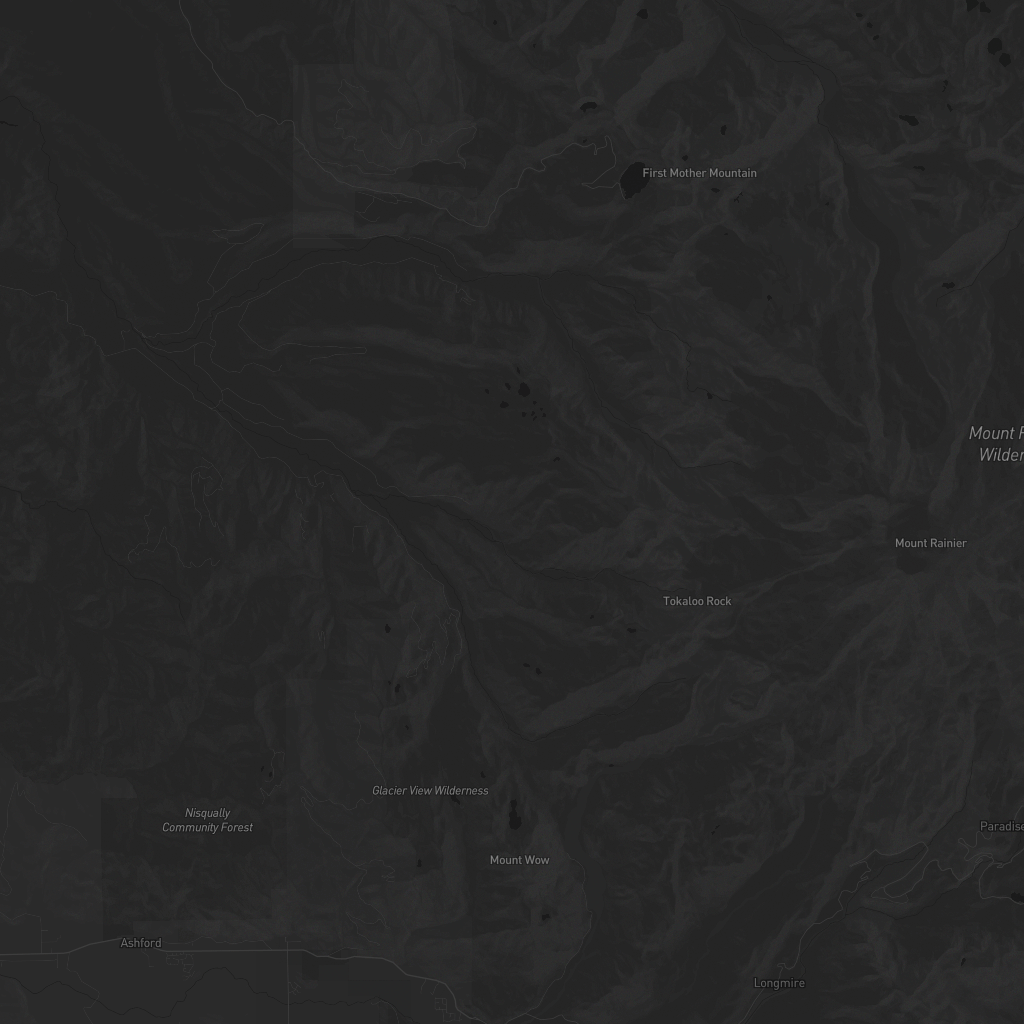 First Mother Mountain
Mount R
Wilder
Mount Rainier
Tokaloo Rock
Glacier View Wilderness
Nisqually
Community Forest
Paradise
Mount Wow
Ashford
Longmire